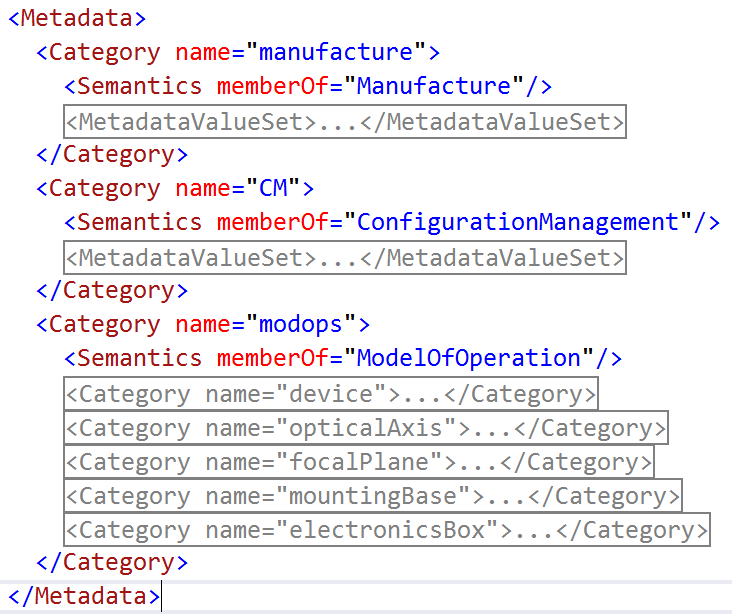 <Metadata>
<Category name="manufacture">
<Semantics memberOf="Manufacture"/>
<MetadataValueSet>...</MetadataValueSet>
</Category>
<Category name="CM">
<Semantics memberOf="ConfigurationManagement"/>
<MetadataValueSet>...</MetadataValueSet>
</Category>
<Category name="modops">
<Semantics memberOf="ModelOfOperation"/>
<Category name="device">...</Category>
<Category name="opticalAxis">...</Category>
<Category name="focalPlane">...</Category>
<Category name="mountingBase">...</Category>
<Category name="electronicsBox">...</Category>
</Category>
</Metadata>